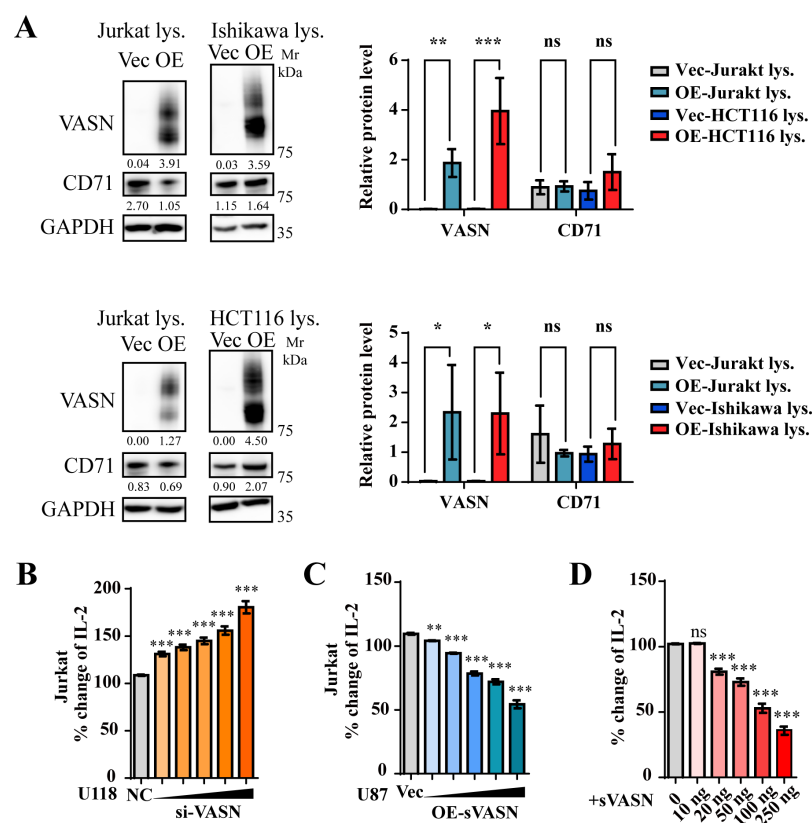 A
Jurkat lys. Ishikawa lys.
Vec OE Vec OE Mr
kDa
VASN
75
0.04 3.91 0.03 3.59
CD71
75
2.70 1.05 1.15 1.64
GAPDH
35
Relative protein level
6
4
2
0
** *** ns ns
VASN CD71
Vec-Jurakt lys.
OE-Jurakt lys.
Vec-HCT116 lys.
OE-HCT116 lys.
Jurkat lys. HCT116 lys.
Vec OE Vec OE Mr
kDa
VASN
75
0.00 1.27 0.00 4.50
CD71
75
0.83 0.69 0.90 2.07
GAPDH
35
Relative protein level
5
4
3
2
1
0
* * ns ns
VASN CD71
Vec-Jurakt lys.
OE-Jurakt lys.
Vec-Ishikawa lys.
OE-Ishikawa lys.
B
Jurkat
% change of IL-2
200
150
100
50
0
*** *** *** *** ***
U118 NC
si-VASN
C
Jurkat
% change of IL-2
150
100
50
0
** *** *** *** ***
U87 Vec
OE-sVASN
D
% change of IL-2
150
100
50
0
ns *** *** *** ***
+sVASN 0 10 ng 20 ng 50 ng 100 ng 250 ng